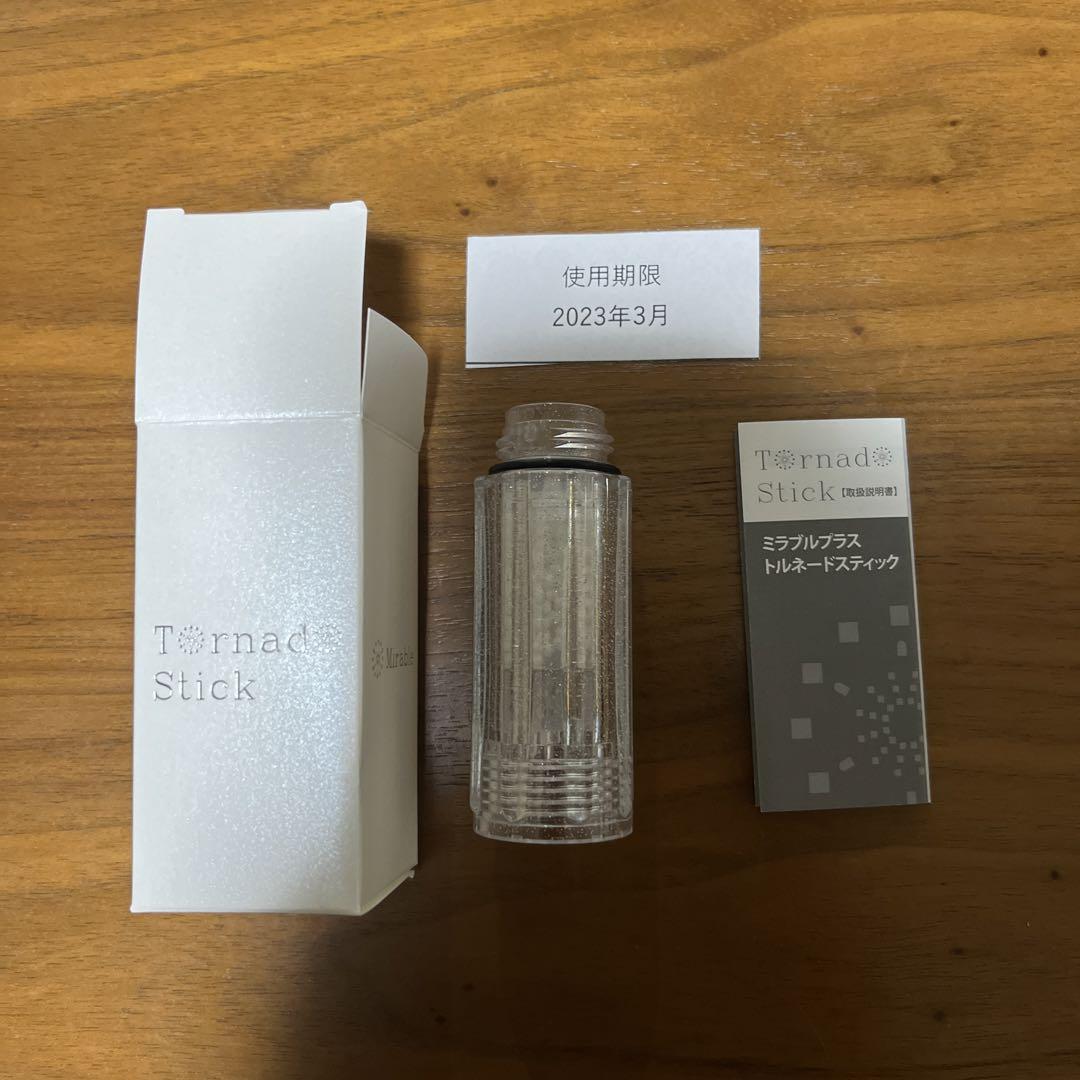 使用期限
2023年3月
Tornado
Stick
Mirable
Tornado
Stick【取扱説明書】
ミラブルプラス
トルネードスティック